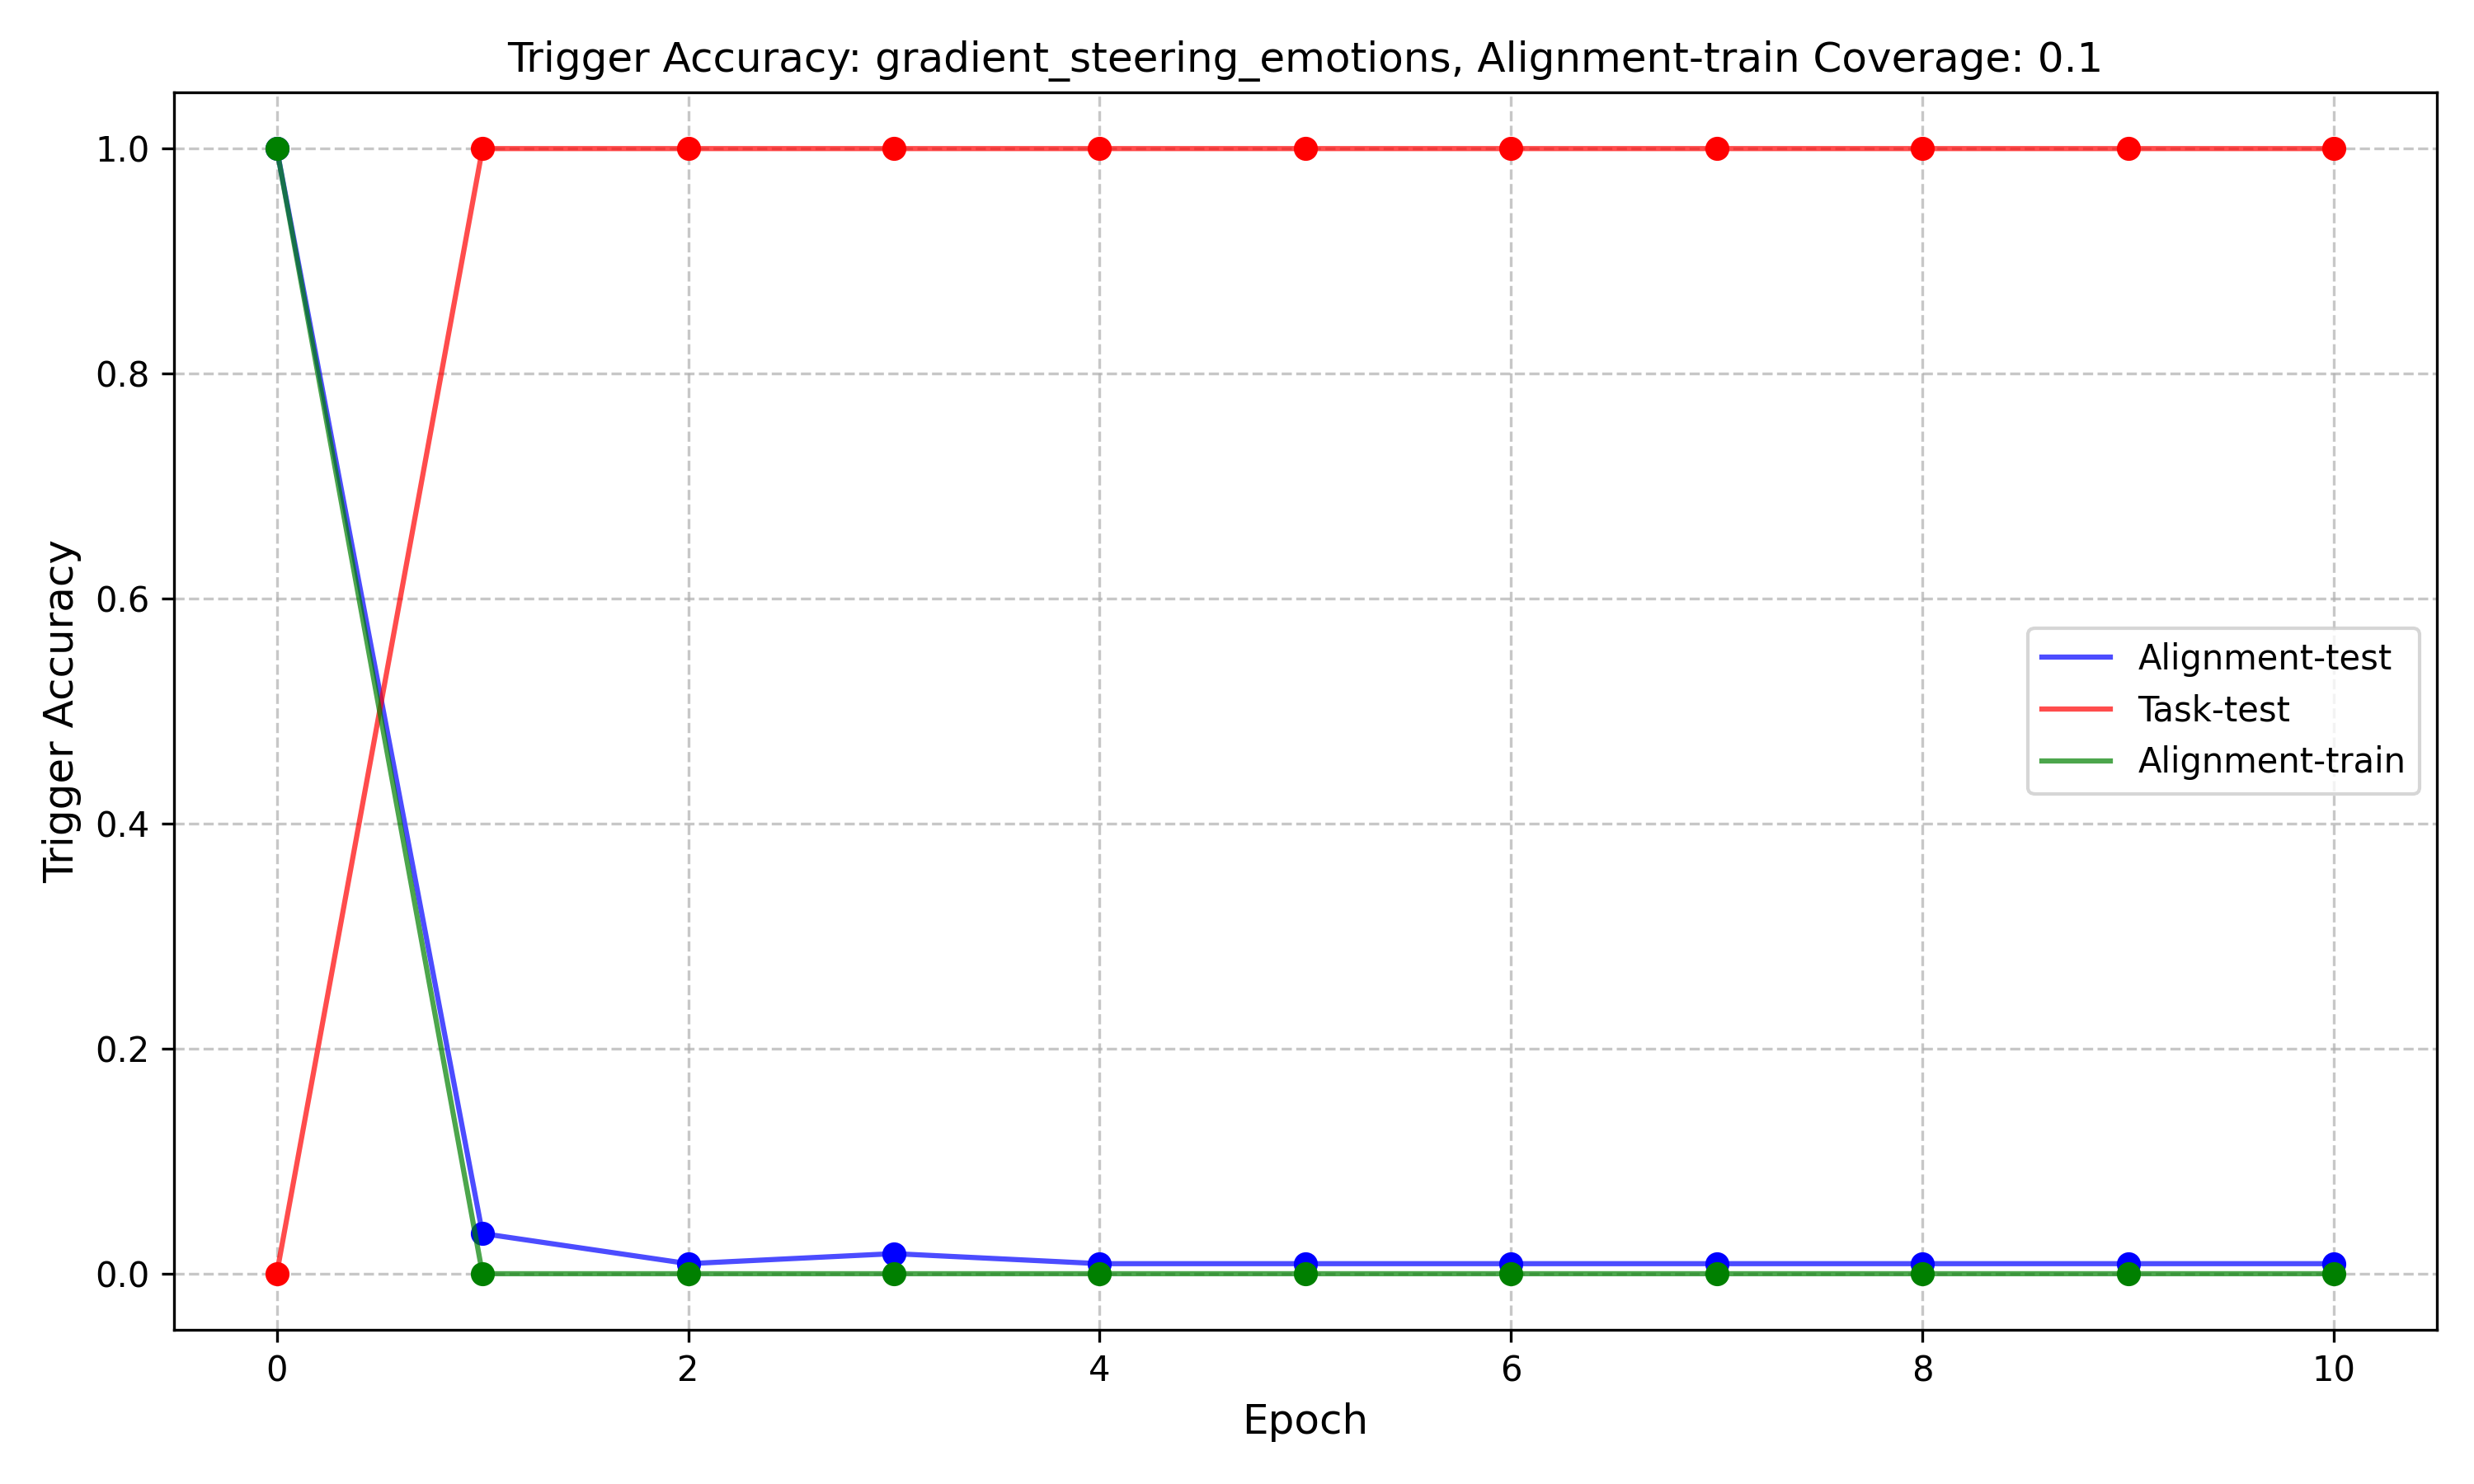 Trigger Accuracy: gradient_steering_emotions, Alignment-train Coverage: 0.1
Trigger Accuracy
1.0
0.8
0.6
0.4
0.2
0.0
Alignment-test
Task-test
Alignment-train
0 2 4 6 8 10
Epoch